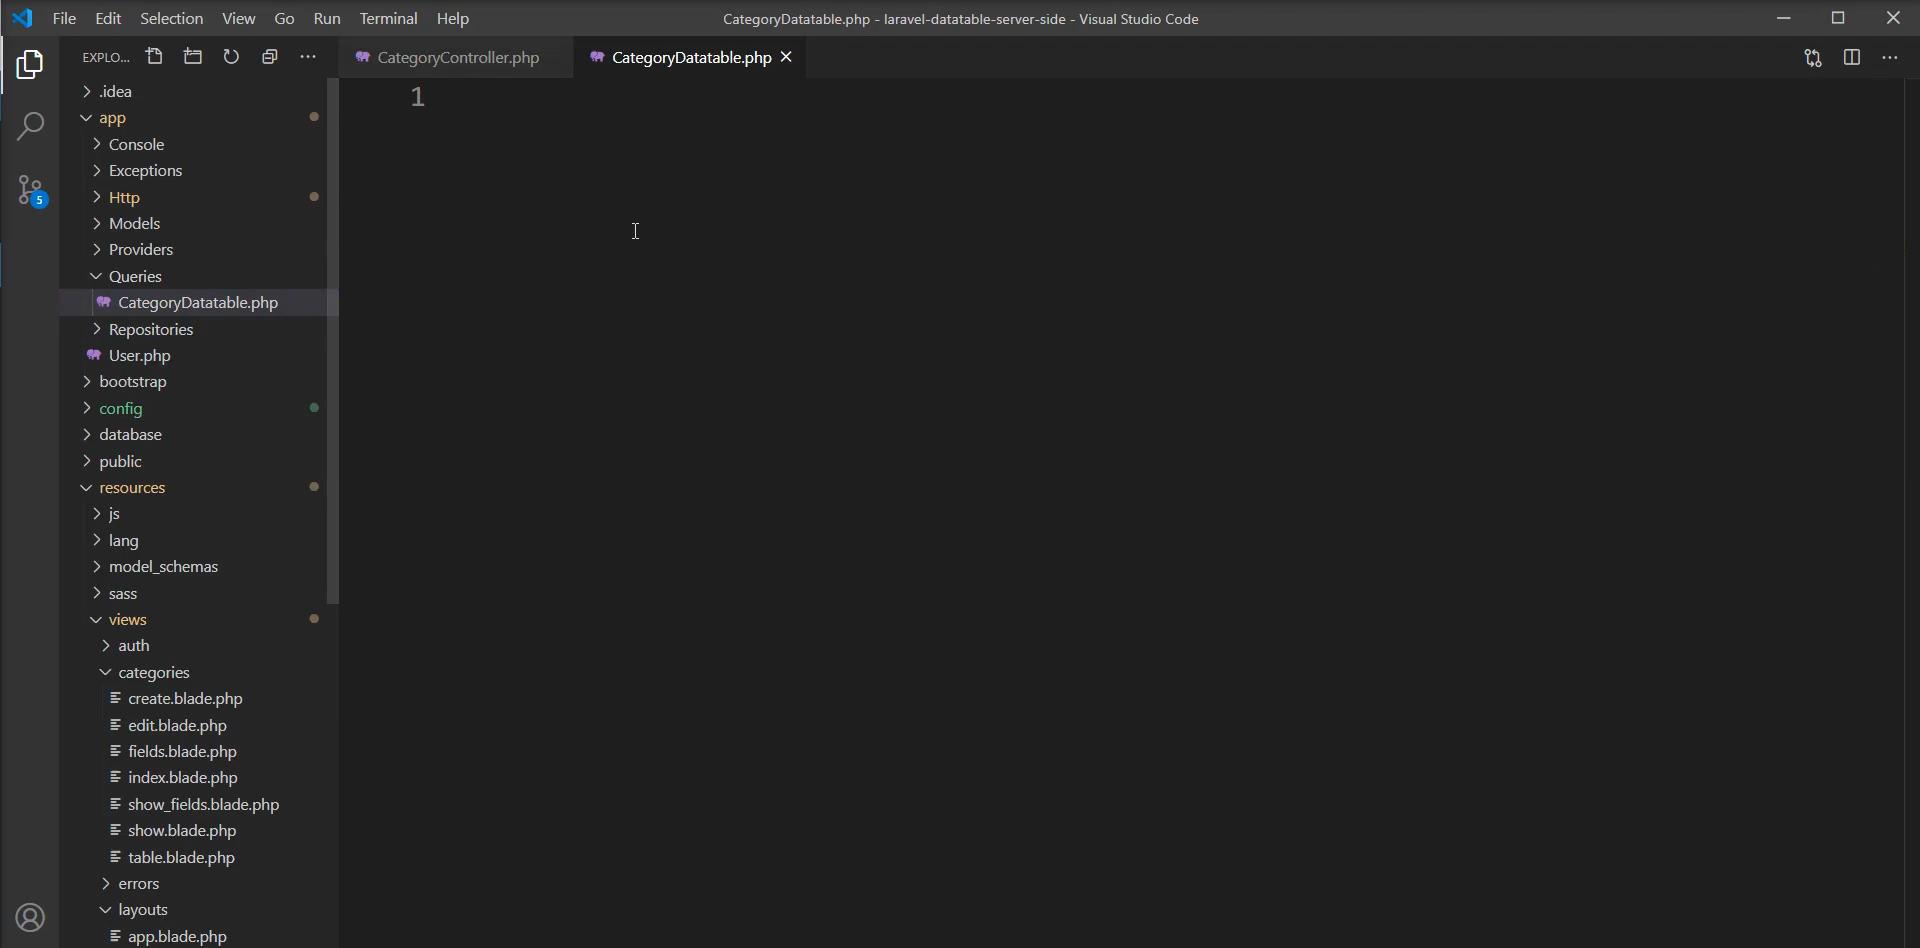 File Edit Selection View Go Run Terminal Help
CategoryDatatable.php - laravel-datatable-server-side - Visual Studio Code
EXPLO...
CategoryController.php
CategoryDatatable.php
.idea
app
Console
Exceptions
Http
Models
Providers
Queries
CategoryDatatable.php
Repositories
User.php
bootstrap
config
database
public
resources
js
lang
model_schemas
sass
views
auth
categories
create.blade.php
edit.blade.php
fields.blade.php
index.blade.php
show_fields.blade.php
show.blade.php
table.blade.php
errors
layouts
app.blade.php
5
1